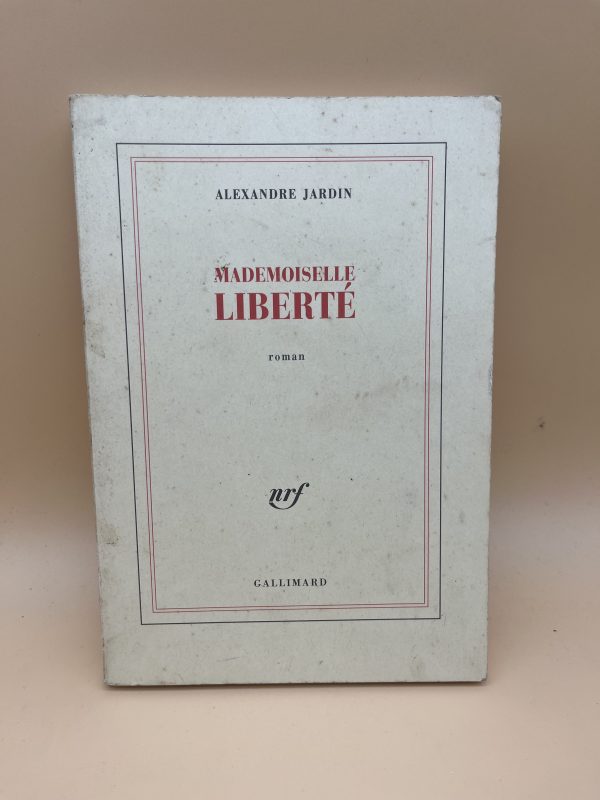 ALEXANDRE JARDIN
MADEMOISELLE
LIBERTÉ
roman
nrf
GALLIMARD